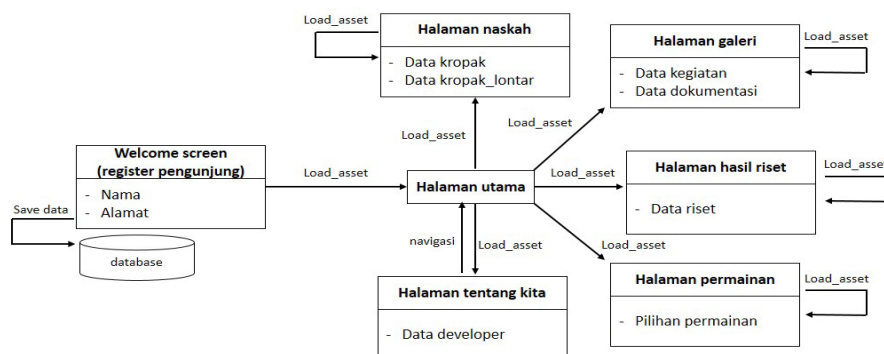 Load_asset
Halaman naskah
- Data kropak
- Data kropak_lontar
Halaman galeri
- Data kegiatan
- Data dokumentasi
Load_asset
Load_asset
Load_asset
Welcome screen
(register pengunjung)
- Nama
- Alamat
Load_asset
Halaman utama
Load_asset
Halaman hasil riset
- Data riset
Load_asset
Save data
database
navigasi
Load_asset
Load_asset
Halaman tentang kita
- Data developer
Halaman permainan
- Pilihan permainan
Load_asset